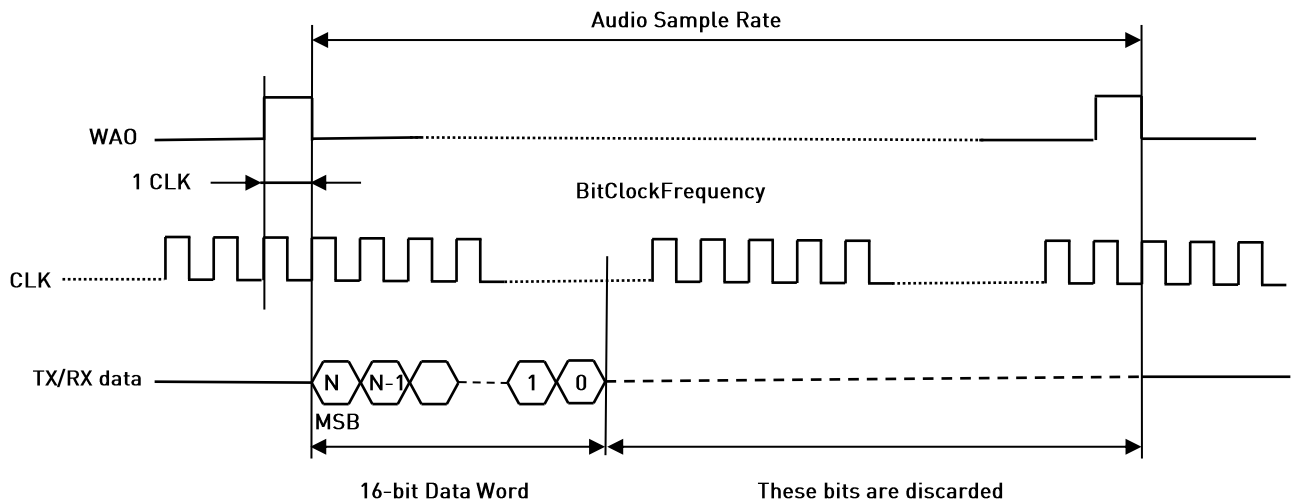 Audio Sample Rate
WAO
1 CLK
BitClockFrequency
CLK
TX/RX data
N N-1 1 0
MSB
16-bit Data Word
These bits are discarded